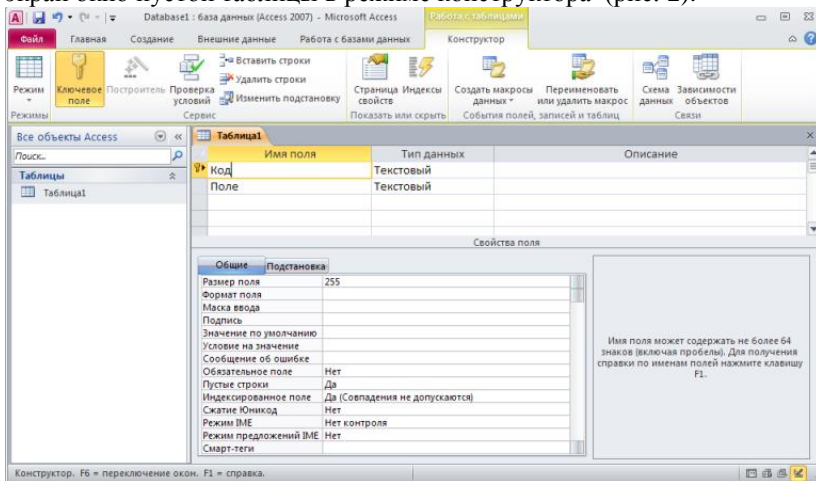 экран окно пустой таблицы в режиме конструктора (рис. 2).
Database1 : база данных (Access 2007) - Microsoft Access
Работа с таблицами
Файл Главная Создание Внешние данные Работа с базами данных Конструктор
Режим
Ключевое поле
Построитель
Проверка условий
Вставить строки
Удалить строки
Изменить подстановку
Страница свойств
Индексы
Создать макросы данных
Переименовать или удалить макрос
Схема данных
Зависимости объектов
Режимы Сервис Показать или скрыть События полей, записей и таблиц Связи
Все объекты Access
Поиск...
Таблицы
Таблица1
Таблица1
Имя поля Тип данных Описание
Код Текстовый
Поле Текстовый
Свойства поля
Общие Подстановка
Размер поля 255
Формат поля
Маска ввода
Подпись
Значение по умолчанию
Условие на значение
Сообщение об ошибке
Обязательное поле Нет
Пустые строки Да
Индексированное поле Да (Совпадения не допускаются)
Сжатие Юникод Нет
Режим IME Нет контроля
Режим предложений IME Нет
Смарт-теги
Имя поля может содержать не более 64
знаков (включая пробелы). Для получения
справки по именам полей нажмите клавишу
F1.
Конструктор. F6 = переключение окон. F1 = справка.